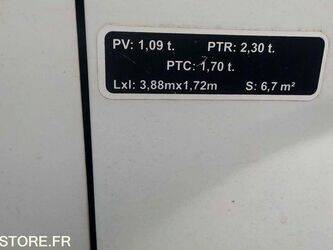 PV: 1,09 t. PTR: 2,30 t.
PTC: 1,70 t.
Lxl: 3,88mx1,72m S: 6,7 m²
STORE.FR